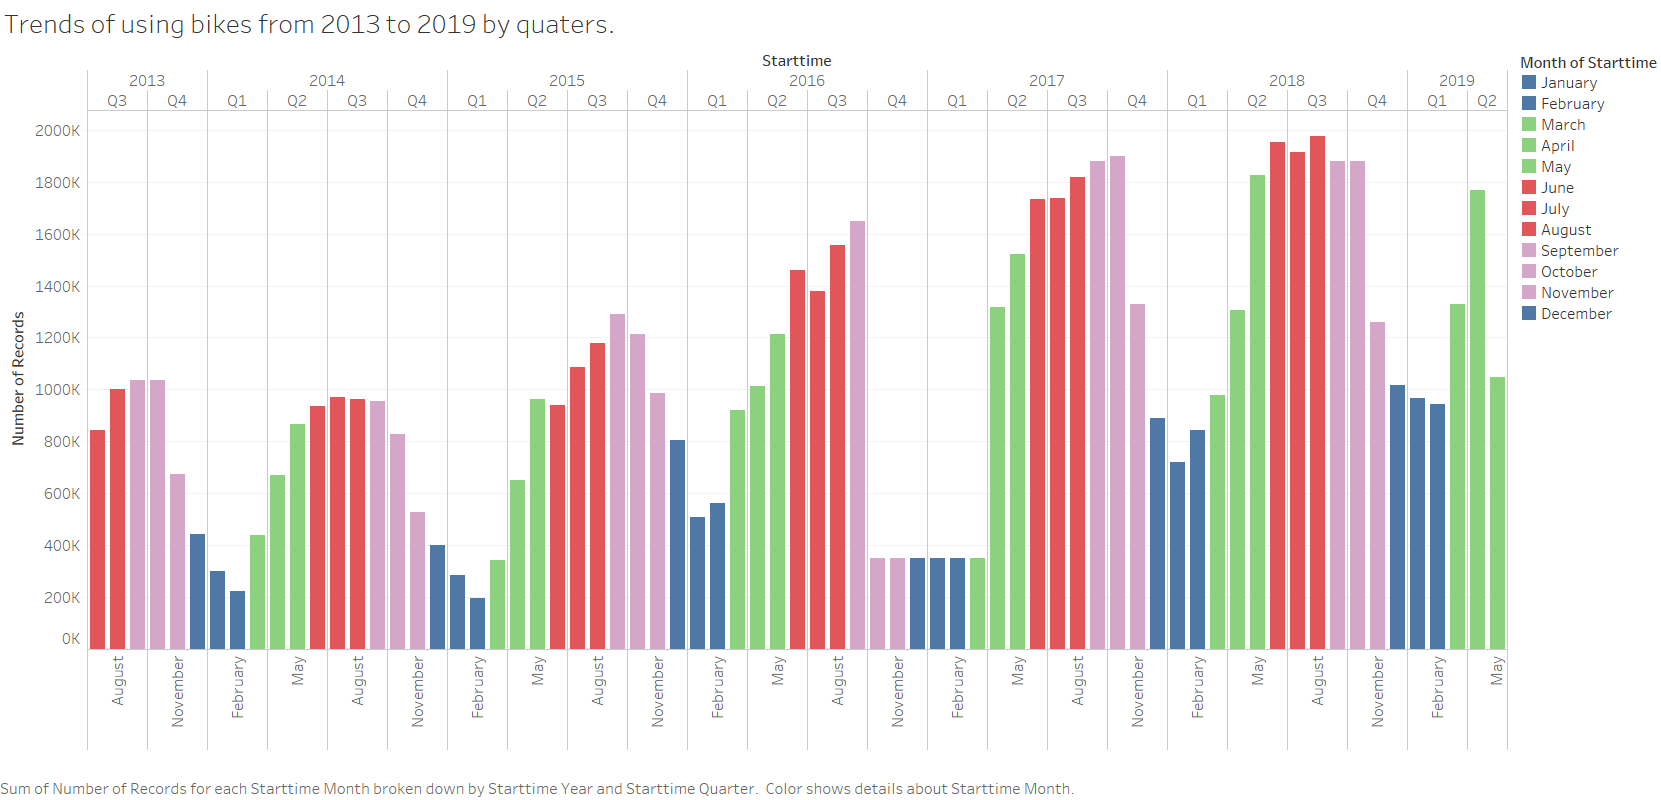 Trends of using bikes from 2013 to 2019 by quaters.
Starttime
2013 2014 2015 2016 2017 2018 2019
Q3 Q4 Q1 Q2 Q3 Q4 Q1 Q2 Q3 Q4 Q1 Q2 Q3 Q4 Q1 Q2 Q3 Q4 Q1 Q2 Q3 Q4 Q1 Q2
2000K
1800K
1600K
1400K
1200K
1000K
800K
600K
400K
200K
0K
Number of Records
August November February May August November February May August November February May August November February May August November February May August November February May
Month of Starttime
January
February
March
April
May
June
July
August
September
October
November
December
Sum of Number of Records for each Starttime Month broken down by Starttime Year and Starttime Quarter.  Color shows details about Starttime Month.